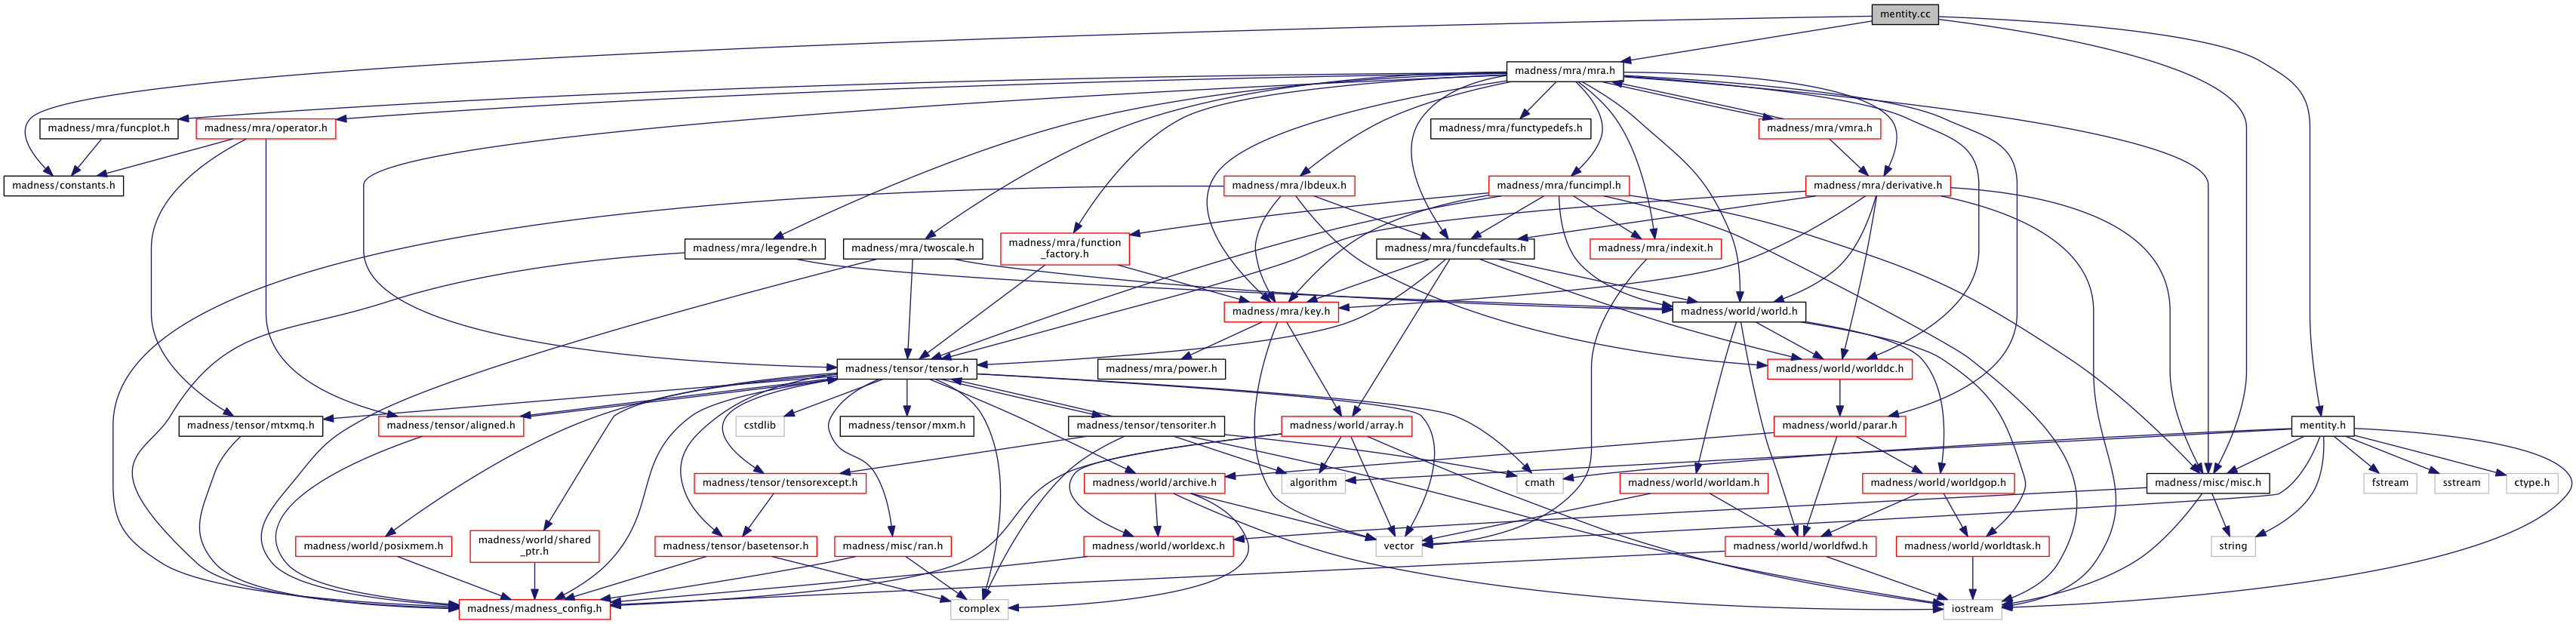 mentity.cc
madness/mra/mra.h
madness/mra/funcplot.h
madness/mra/operator.h
madness/mra/functypedefs.h
madness/mra/vmra.h
madness/constants.h
madness/mra/lbdeux.h
madness/mra/funcimpl.h
madness/mra/derivative.h
madness/mra/legendre.h
madness/mra/twoscale.h
madness/mra/function
_factory.h
madness/mra/funcdefaults.h
madness/mra/indexit.h
madness/mra/key.h
madness/world/world.h
madness/tensor/tensor.h
madness/mra/power.h
madness/world/worlddc.h
madness/tensor/mtxmq.h
madness/tensor/aligned.h
cstdlib
madness/tensor/mxm.h
madness/tensor/tensoriter.h
madness/world/array.h
madness/world/parar.h
mentity.h
madness/tensor/tensorexcept.h
madness/world/archive.h
algorithm
cmath
madness/world/worldam.h
madness/world/worldgop.h
madness/misc/misc.h
fstream
sstream
ctype.h
madness/world/posixmem.h
madness/world/shared
_ptr.h
madness/tensor/basetensor.h
madness/misc/ran.h
madness/world/worldexc.h
vector
madness/world/worldfwd.h
madness/world/worldtask.h
string
madness/madness_config.h
complex
iostream